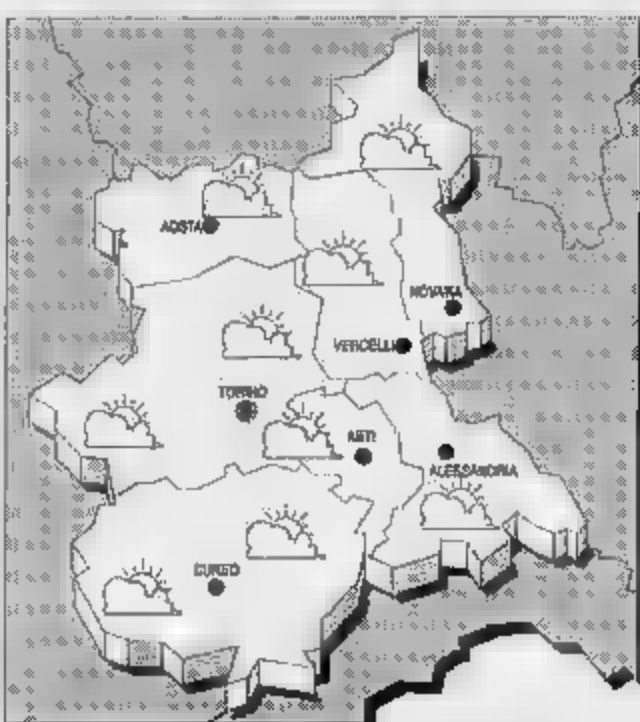 AOSTA
NOVARA
VERCELLI
TORINO
ASTI
ALESSANDRIA
CUNEO